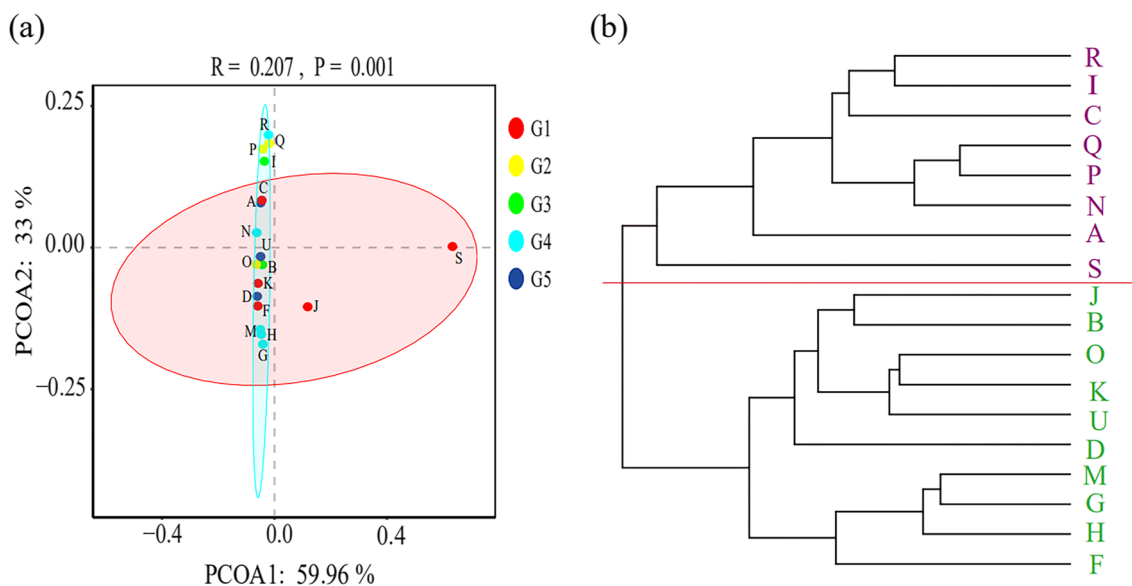 (a)
R = 0.207 , P = 0.001
PCOA2: 33 %
0.25
0.00
−0.25
R
Q
P
I
C
A
N
U
O
B
K
D
F
J
M
H
G
S
−0.4
0.0
0.4
PCOA1: 59.96 %
G1
G2
G3
G4
G5
(b)
R
I
C
Q
P
N
A
S
J
B
O
K
U
D
M
G
H
F